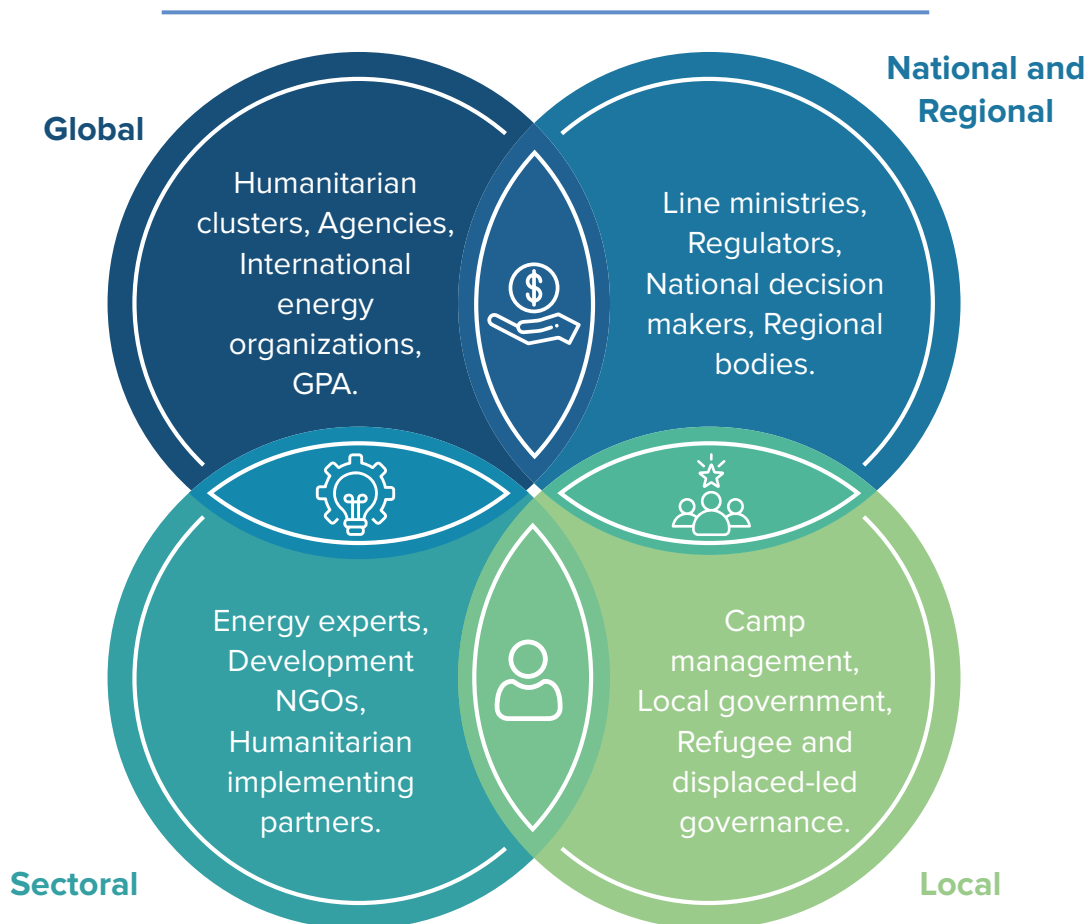 Global
National and
Regional
Humanitarian
clusters, Agencies,
International
energy
organizations,
GPA.
Line ministries,
Regulators,
National decision
makers, Regional
bodies.
$
Energy experts,
Development
NGOs,
Humanitarian
implementing
partners.
Camp
management,
Local government,
Refugee and
displaced-led
governance.
Sectoral
Local